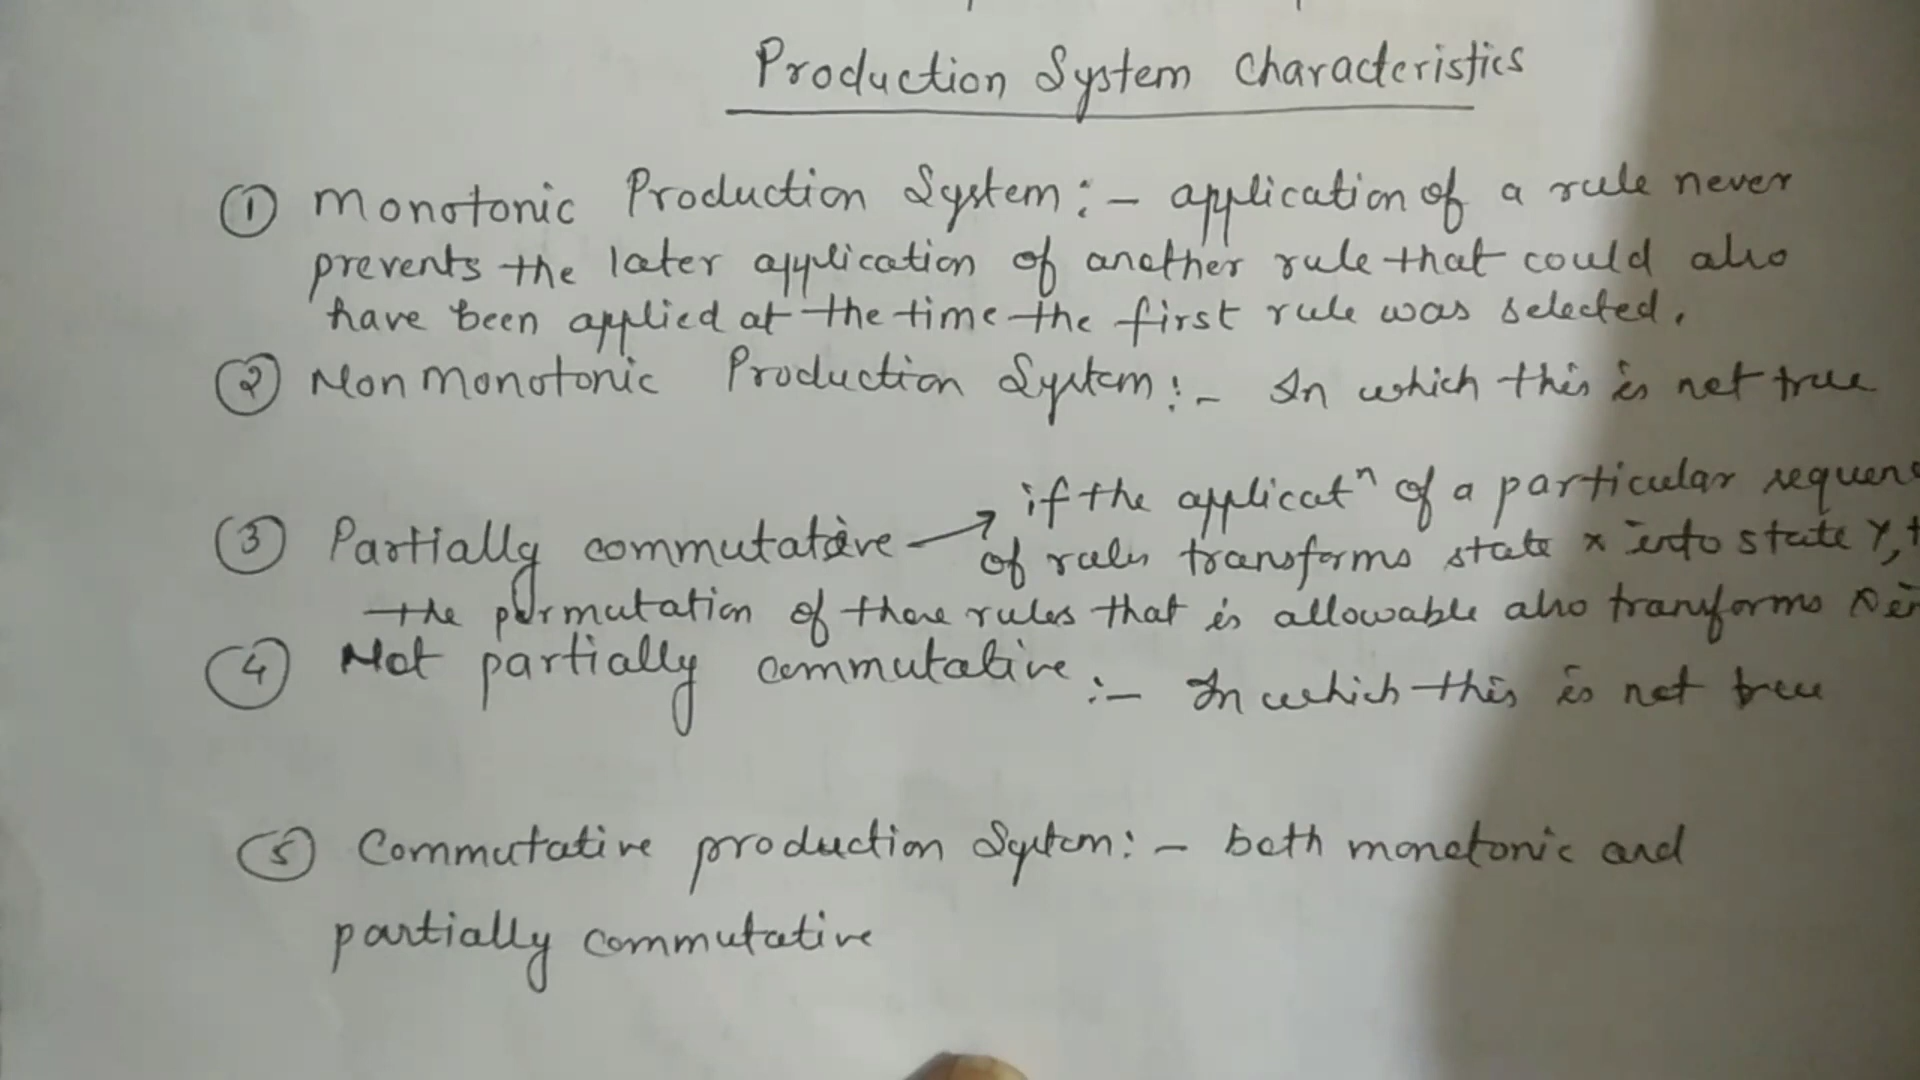 Production System Characteristics
① Monotonic Production System :- application of a rule never
prevents the later application of another rule that could also
have been applied at the time the first rule was selected.
② Non Monotonic Production System :- In which this is not true
if the applicatⁿ of a particular sequenc
③ Partially commutative → of rules transforms state x into state Y,
the permutation of those rules that is allowable also transforms x in
④ Not partially commutative :- In which this is not true
⑤ Commutative production System :- both monotonic and
partially commutative